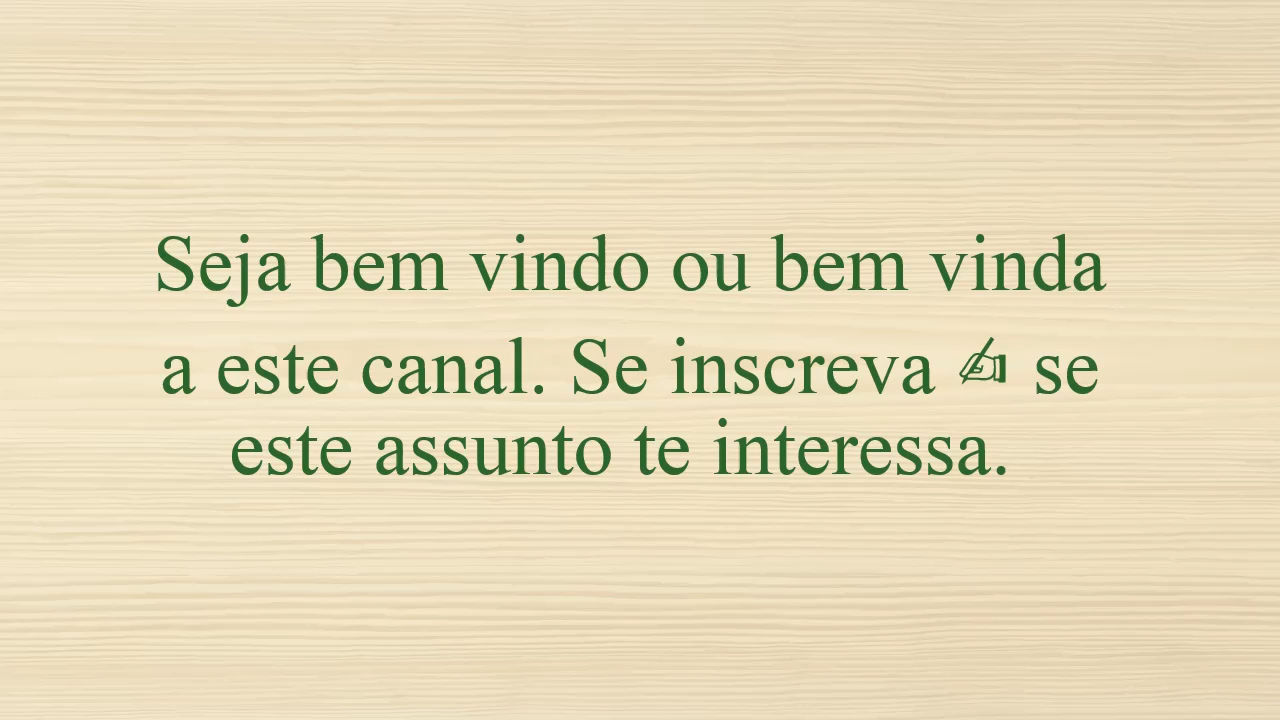 Seja bem vindo ou bem vinda
a este canal. Se inscreva ✍ se
este assunto te interessa.